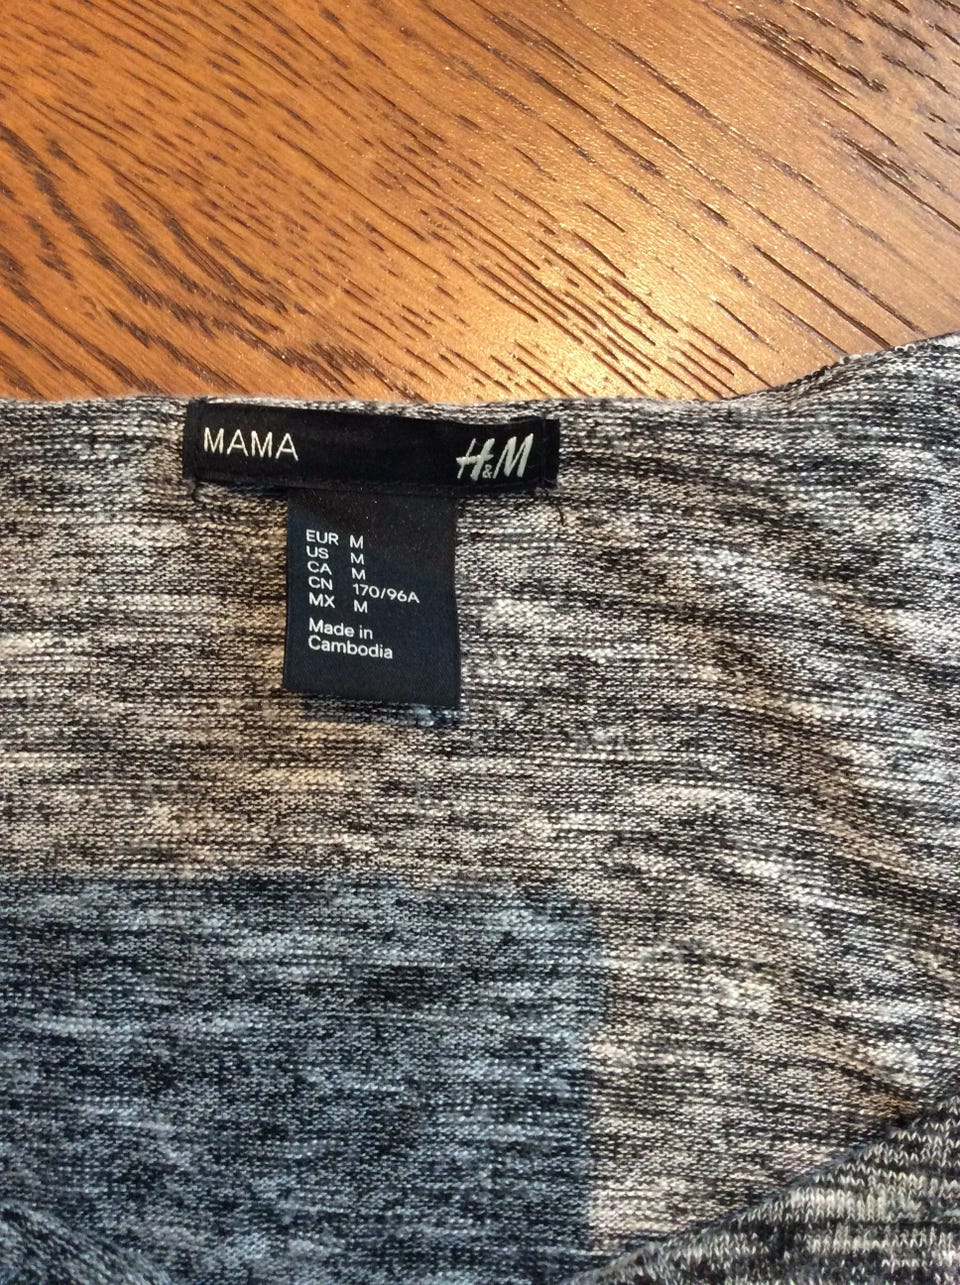 MAMA H&M
EUR M
US M
CA M
CN 170/96A
MX M
Made in
Cambodia